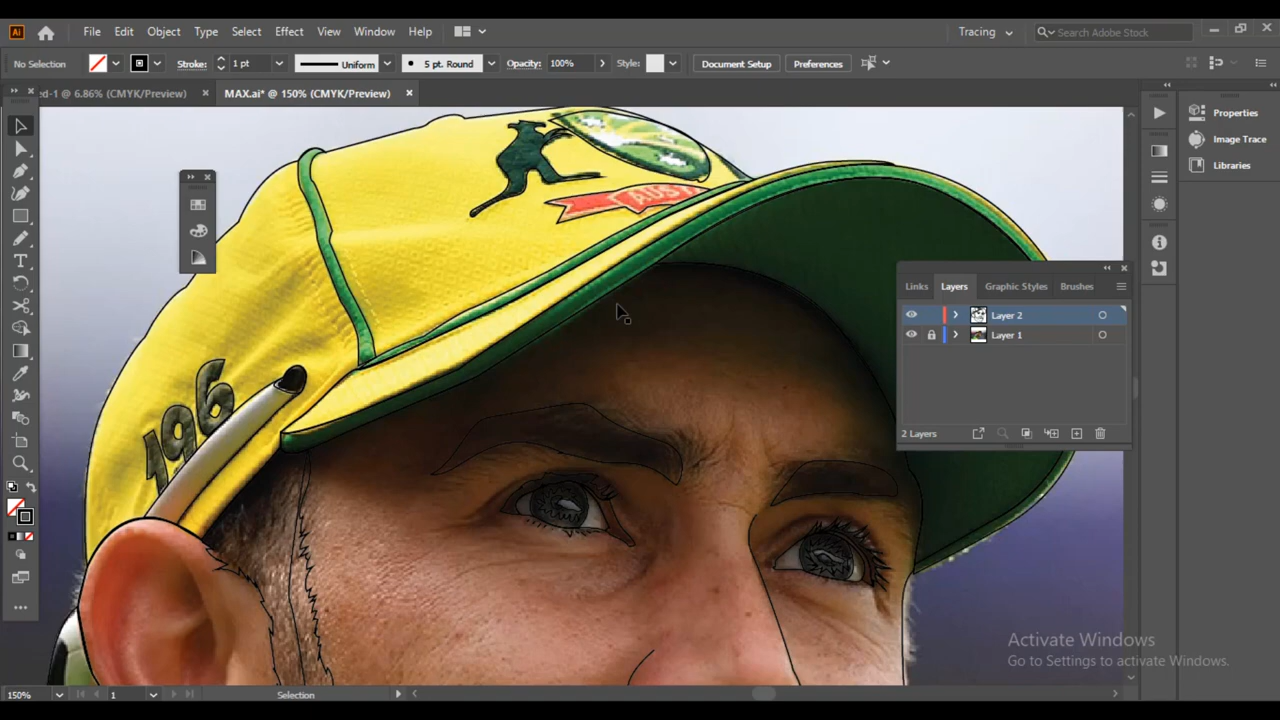 File Edit Object Type Select Effect View Window Help
Tracing
Search Adobe Stock
No Selection
Stroke: 1 pt Uniform 5 pt. Round Opacity: 100% Style: Document Setup Preferences
ed-1 @ 6.86% (CMYK/Preview) × MAX.ai* @ 150% (CMYK/Preview) ×
Properties
Image Trace
Libraries
AUST
196
Links Layers Graphic Styles Brushes
Layer 2
Layer 1
2 Layers
Activate Windows
Go to Settings to activate Windows.
150% 1 Selection